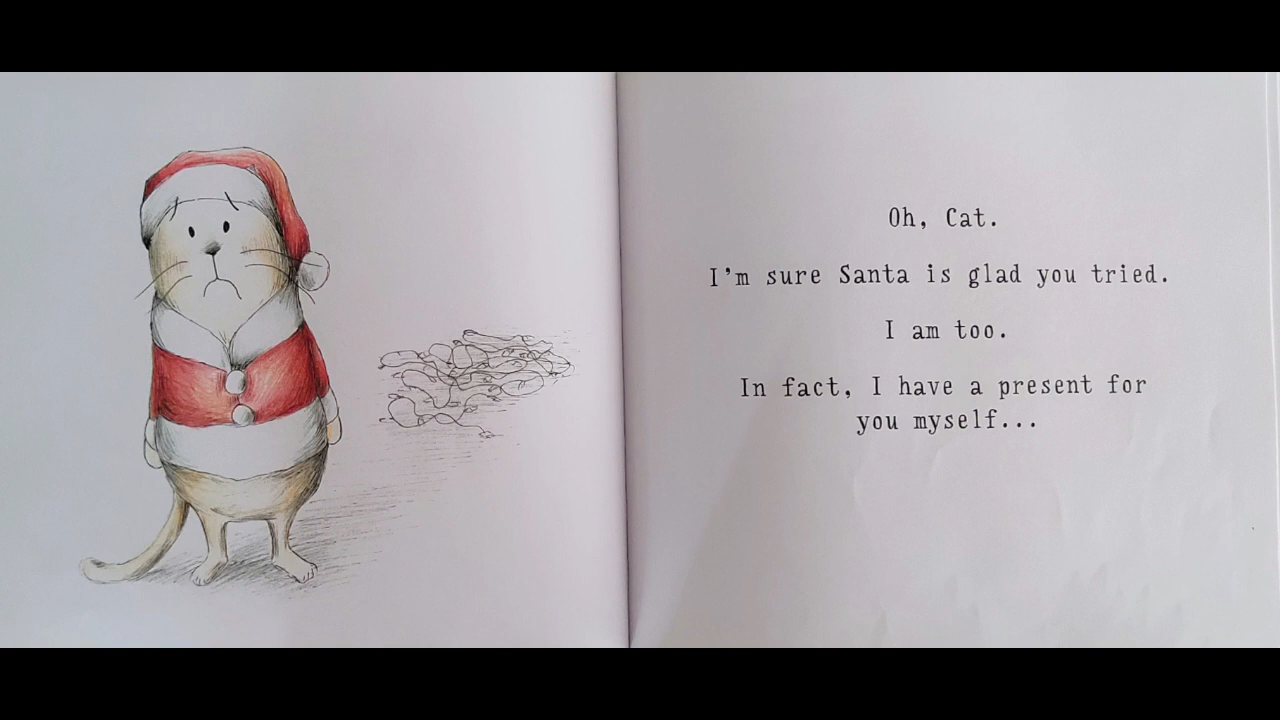 Oh, Cat.
I'm sure Santa is glad you tried.
I am too.
In fact, I have a present for
you myself...